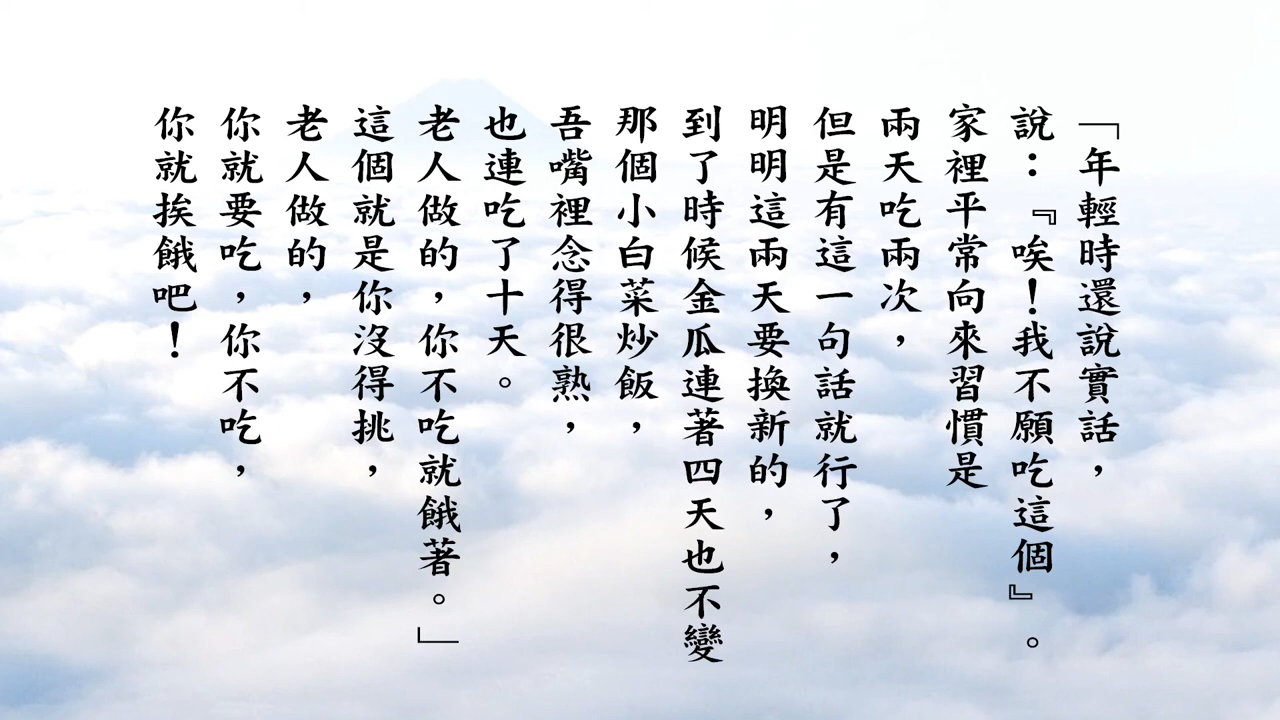 「年輕時還說實話，
說：『唉！我不願吃這個』。
家裡平常向來習慣是
兩天吃兩次，
但是有這一句話就行了，
明明這兩天要換新的，
到了時候金瓜連著四天也不變
那個小白菜炒飯，
吾嘴裡念得很熟，
也連吃了十天。
老人做的，你不吃就餓著。」
這個就是你沒得挑，
老人做的，
你就要吃，你不吃，
你就挨餓吧！